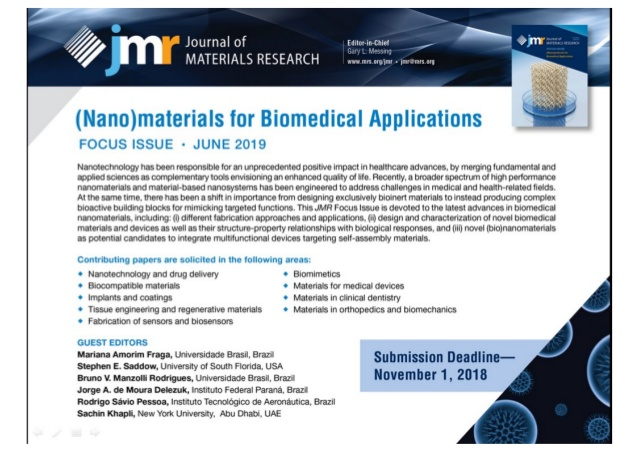 jmr
Journal of
MATERIALS RESEARCH
Editor-in-Chief
Gary L. Messing
www.mrs.org/jmr • jmr@mrs.org
jmr
(Nano)materials for Biomedical Applications
FOCUS ISSUE • JUNE 2019
Nanotechnology has been responsible for an unprecedented positive impact in healthcare advances, by merging fundamental and
applied sciences as complementary tools envisioning an enhanced quality of life. Recently, a broader spectrum of high performance
nanomaterials and material-based nanosystems has been engineered to address challenges in medical and health-related fields.
At the same time, there has been a shift in importance from designing exclusively bioinert materials to instead producing complex
bioactive building blocks for mimicking targeted functions. This JMR Focus Issue is devoted to the latest advances in biomedical
nanomaterials, including: (i) different fabrication approaches and applications, (ii) design and characterization of novel biomedical
materials and devices as well as their structure-property relationships with biological responses, and (iii) novel (bio)nanomaterials
as potential candidates to integrate multifunctional devices targeting self-assembly materials.
Contributing papers are solicited in the following areas:
Nanotechnology and drug delivery
Biocompatible materials
Implants and coatings
Tissue engineering and regenerative materials
Fabrication of sensors and biosensors
Biomimetics
Materials for medical devices
Materials in clinical dentistry
Materials in orthopedics and biomechanics
GUEST EDITORS
Mariana Amorim Fraga, Universidade Brasil, Brazil
Stephen E. Saddow, University of South Florida, USA
Bruno V. Manzolli Rodrigues, Universidade Brasil, Brazil
Jorge A. de Moura Delezuk, Instituto Federal Paraná, Brazil
Rodrigo Sávio Pessoa, Instituto Tecnológico de Aeronáutica, Brazil
Sachin Khapli, New York University, Abu Dhabi, UAE
Submission Deadline—
November 1, 2018